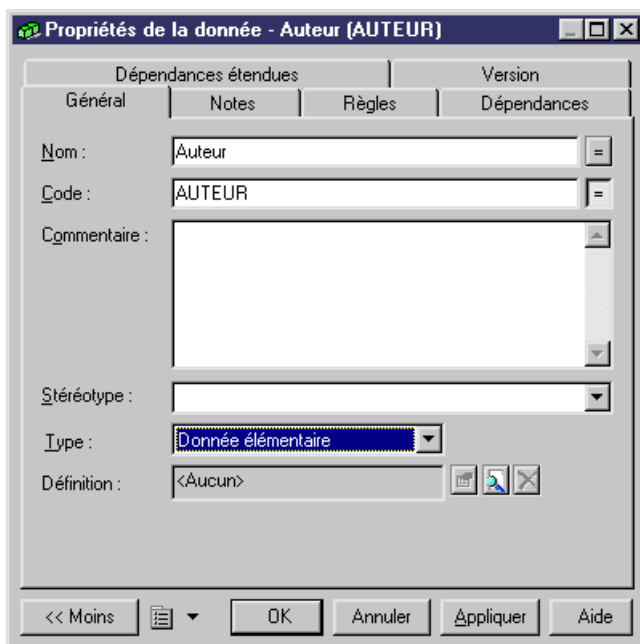 Propriétés de la donnée - Auteur (AUTEUR)
Dépendances étendues Version
Général Notes Règles Dépendances
Nom : Auteur =
Code : AUTEUR =
Commentaire :
Stéréotype :
Type : Donnée élémentaire
Définition : <Aucun>
<< Moins OK Annuler Appliquer Aide